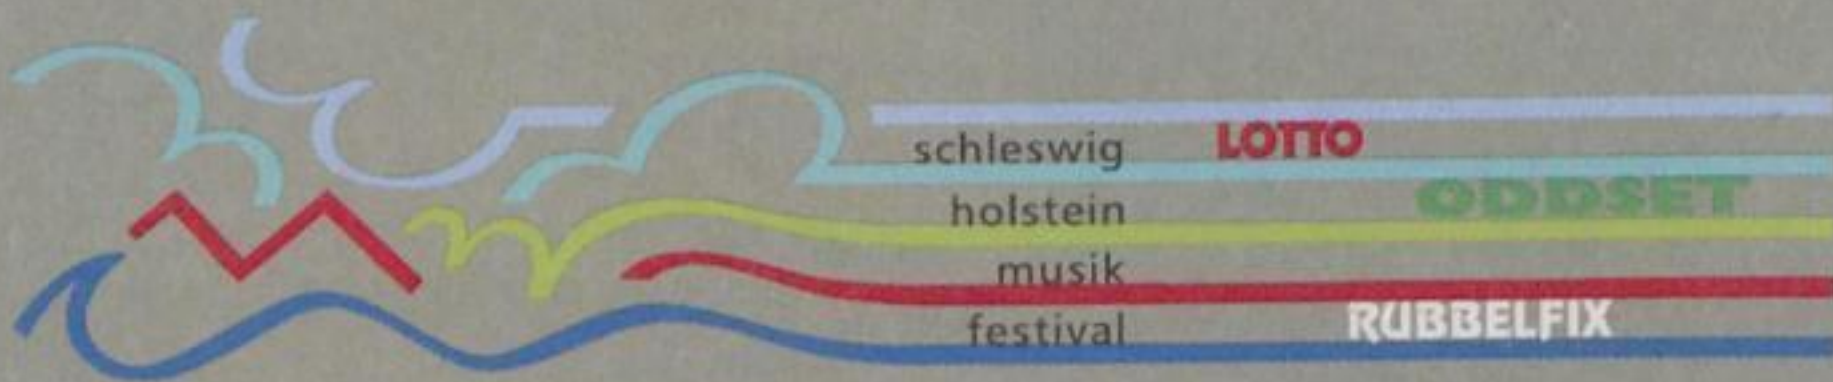 schleswig LOTTO
holstein ODDSET
musik
festival RUBBELFIX